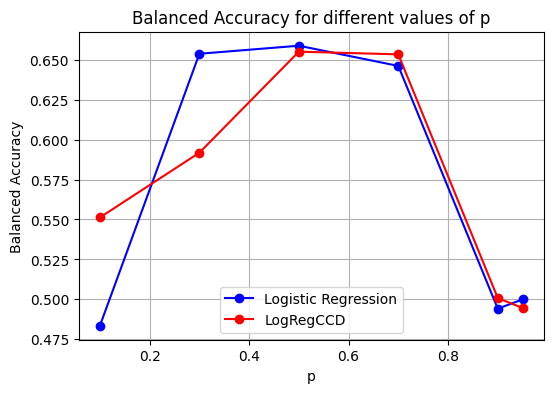 Balanced Accuracy for different values of p
Balanced Accuracy
0.650
0.625
0.600
0.575
0.550
0.525
0.500
0.475
Logistic Regression
LogRegCCD
0.2
0.4
0.6
0.8
p